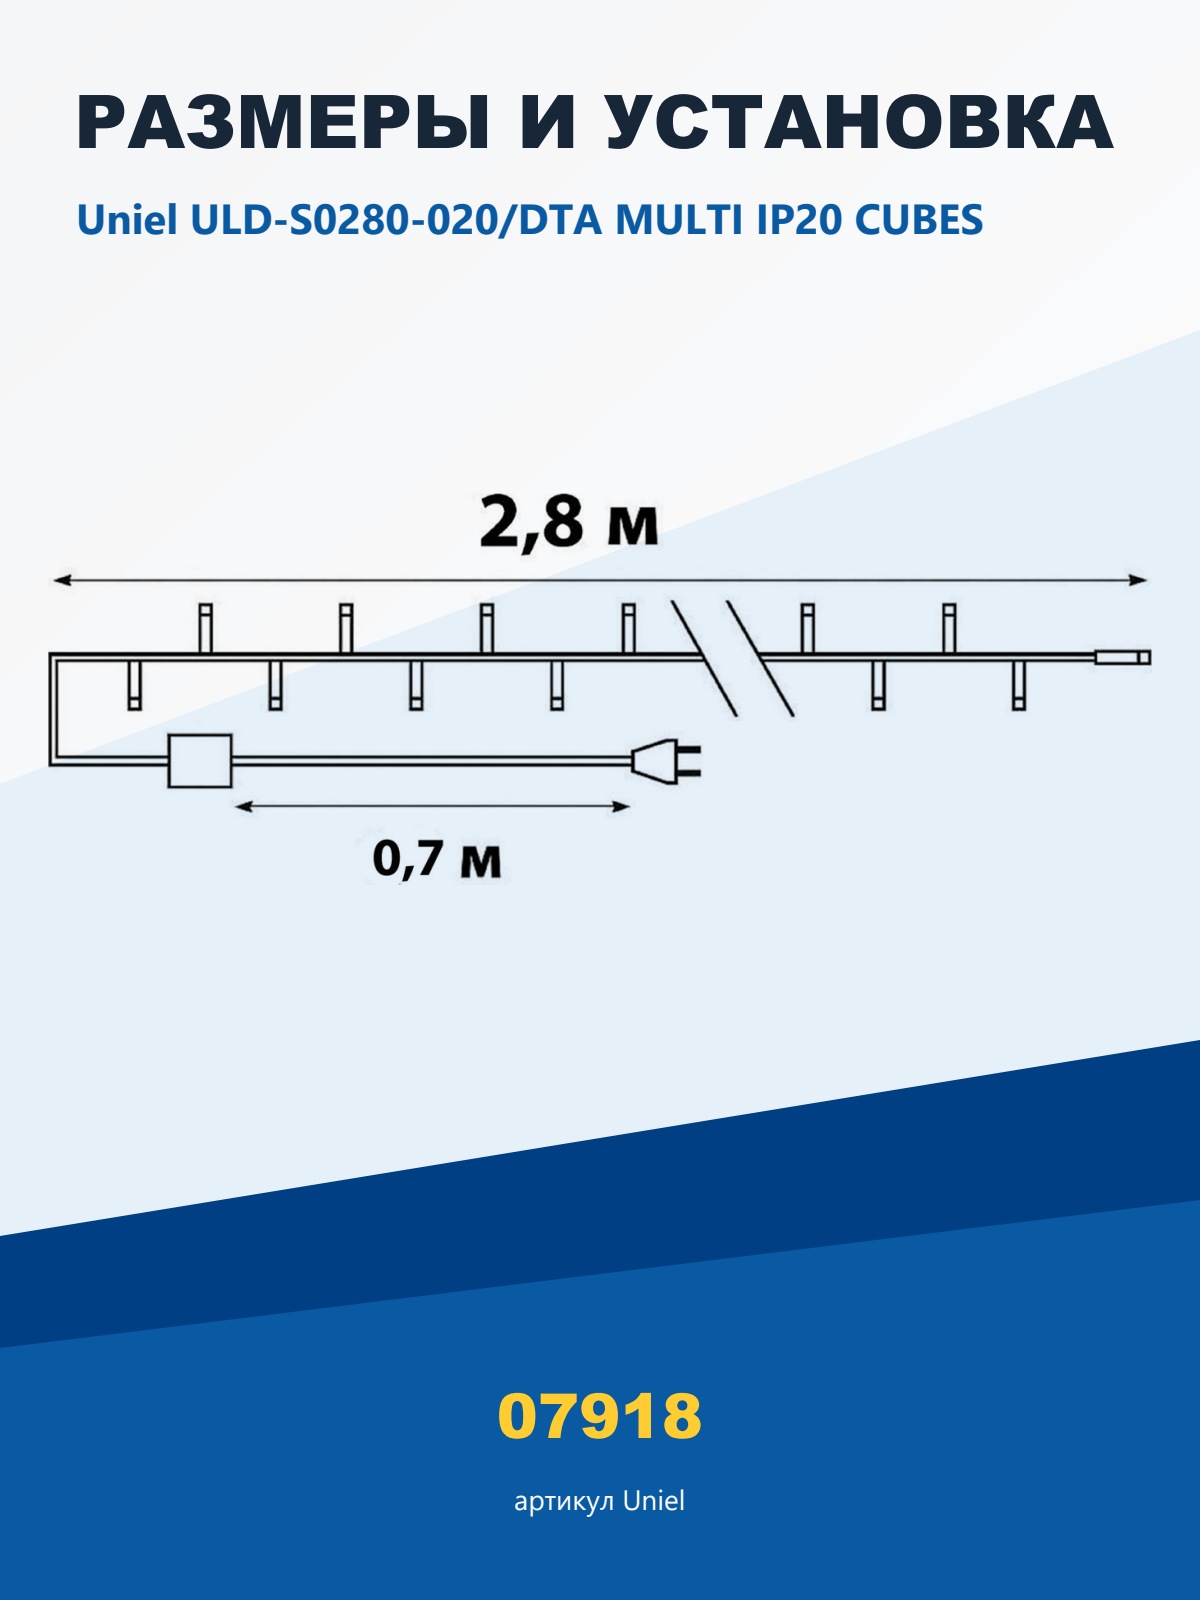 РАЗМЕРЫ И УСТАНОВКА
Uniel ULD-S0280-020/DTA MULTI IP20 CUBES
2,8 м
0,7 м
07918
артикул Uniel